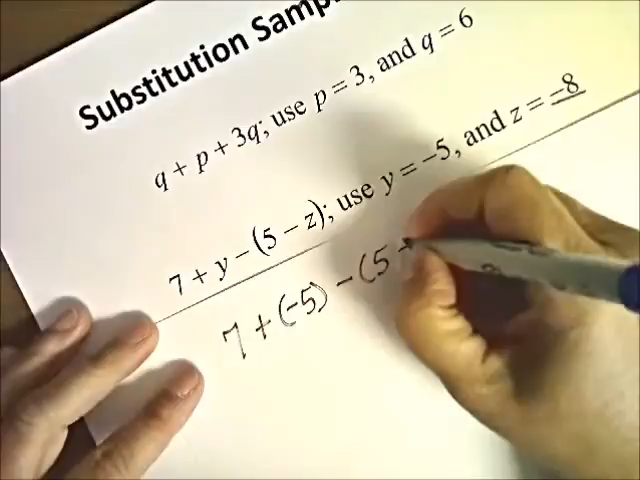 Substitution Samp
q + p + 3q; use p = 3, and q = 6
7 + y − (5 − z); use y = −5, and z = −8
7 + (-5) - (5 -